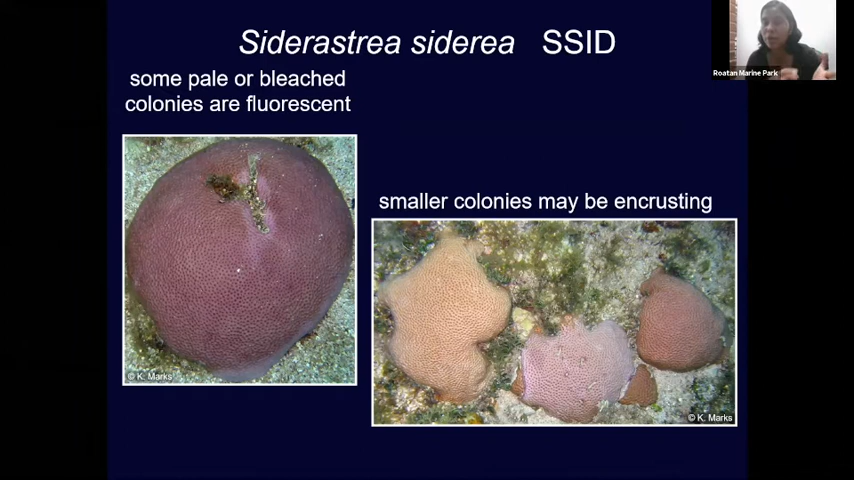 Siderastrea siderea SSID
some pale or bleached
colonies are fluorescent
smaller colonies may be encrusting
© K. Marks
© K. Marks
Roatan Marine Park